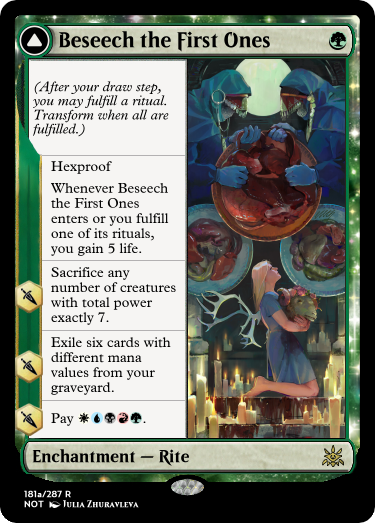 Beseech the First Ones
(After your draw step,
you may fulfill a ritual.
Transform when all are
fulfilled.)
Hexproof
Whenever Beseech
the First Ones
enters or you fulfill
one of its rituals,
you gain 5 life.
Sacrifice any
number of creatures
with total power
exactly 7.
Exile six cards with
different mana
values from your
graveyard.
Pay .
Enchantment — Rite
181a/287 R
NOT Iulia Zhuravleva